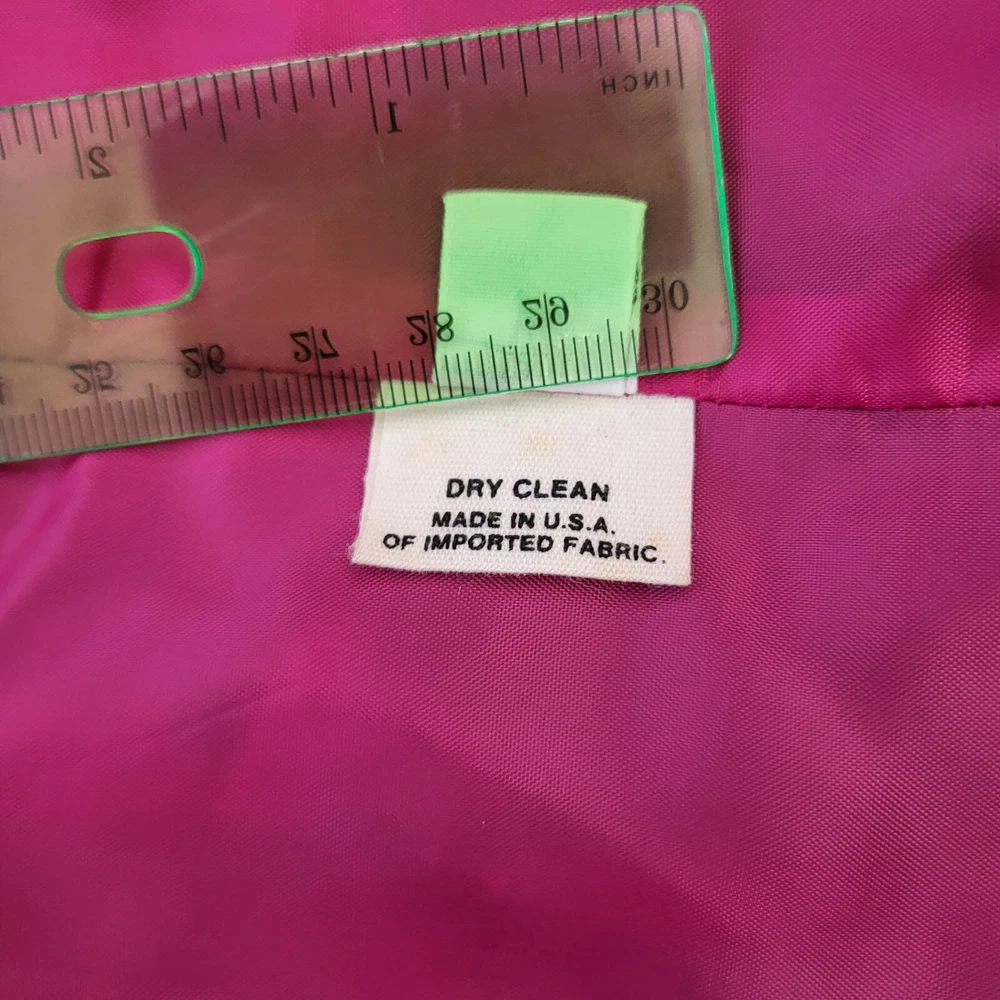 INCH
1
2
25 26 27 28 29 30
DRY CLEAN
MADE IN U.S.A.
OF IMPORTED FABRIC.